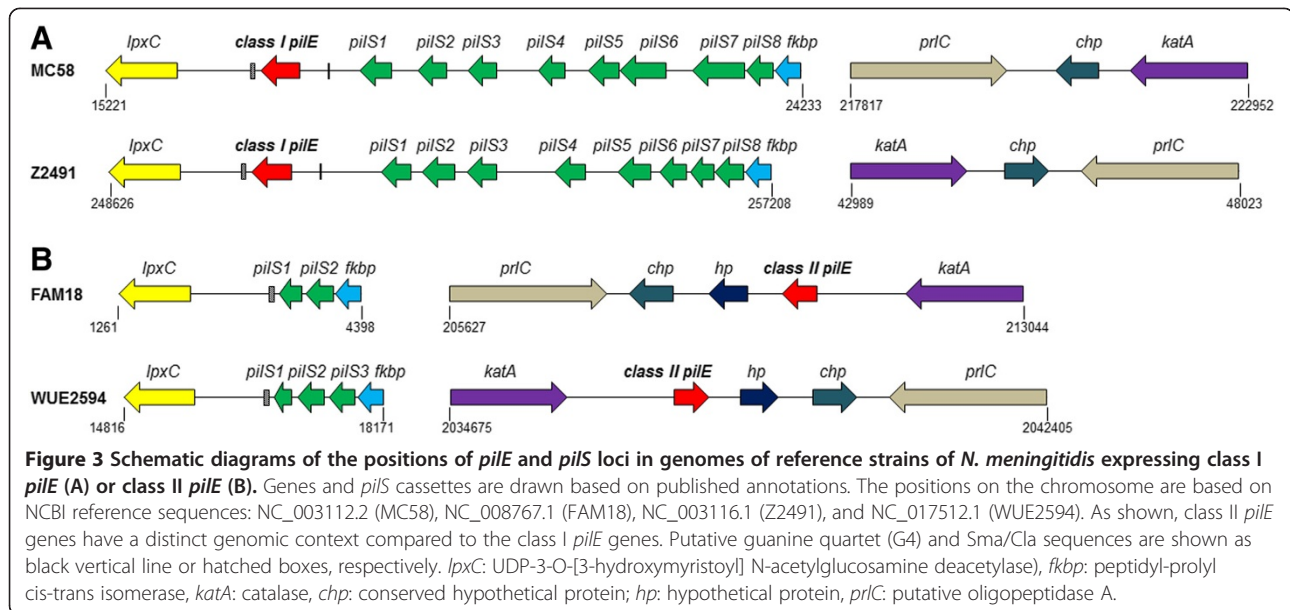 A
lpxC class I pilE pilS1 pilS2 pilS3 pilS4 pilS5 pilS6 pilS7 pilS8 fkbp prlC chp katA
MC58
15221 24233 217817 222952
lpxC class I pilE pilS1 pilS2 pilS3 pilS4 pilS5 pilS6 pilS7 pilS8 fkbp katA chp prlC
Z2491
248626 257208 42989 48023
B
lpxC pilS1 pilS2 fkbp prlC chp hp class II pilE katA
FAM18
1261 4398 205627 213044
lpxC pilS1 pilS2 pilS3 fkbp katA class II pilE hp chp prlC
WUE2594
14816 18171 2034675 2042405
Figure 3 Schematic diagrams of the positions of pilE and pilS loci in genomes of reference strains of N. meningitidis expressing class I
pilE (A) or class II pilE (B). Genes and pilS cassettes are drawn based on published annotations. The positions on the chromosome are based on
NCBI reference sequences: NC_003112.2 (MC58), NC_008767.1 (FAM18), NC_003116.1 (Z2491), and NC_017512.1 (WUE2594). As shown, class II pilE
genes have a distinct genomic context compared to the class I pilE genes. Putative guanine quartet (G4) and Sma/Cla sequences are shown as
black vertical line or hatched boxes, respectively. lpxC: UDP-3-O-[3-hydroxymyristoyl] N-acetylglucosamine deacetylase), fkbp: peptidyl-prolyl
cis-trans isomerase, katA: catalase, chp: conserved hypothetical protein; hp: hypothetical protein, prlC: putative oligopeptidase A.